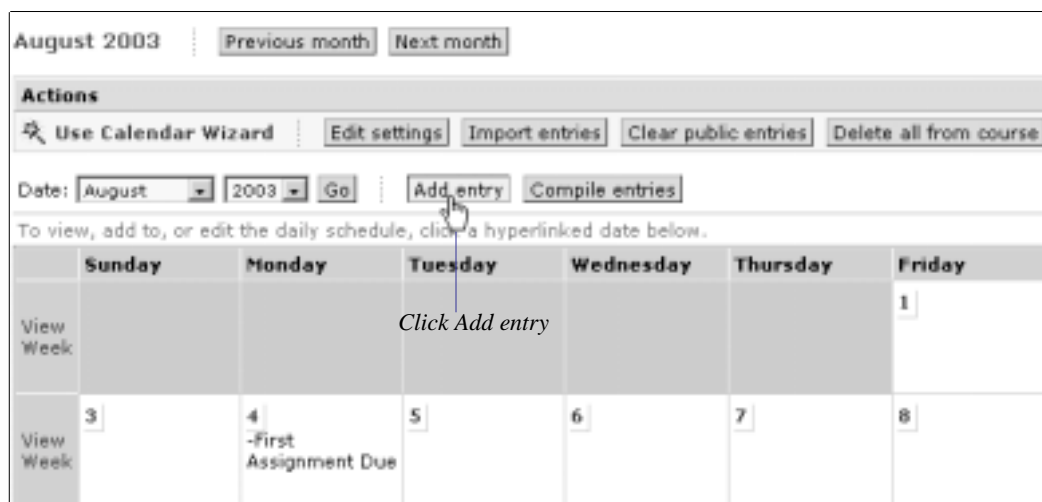 August 2003 Previous month Next month
Actions
Use Calendar Wizard Edit settings Import entries Clear public entries Delete all from course
Date: August 2003 Go Add entry Compile entries
To view, add to, or edit the daily schedule, click a hyperlinked date below.
Sunday Monday Tuesday Wednesday Thursday Friday
1
Click Add entry
View
Week
3 4 5 6 7 8
-First
View
Assignment Due
Week